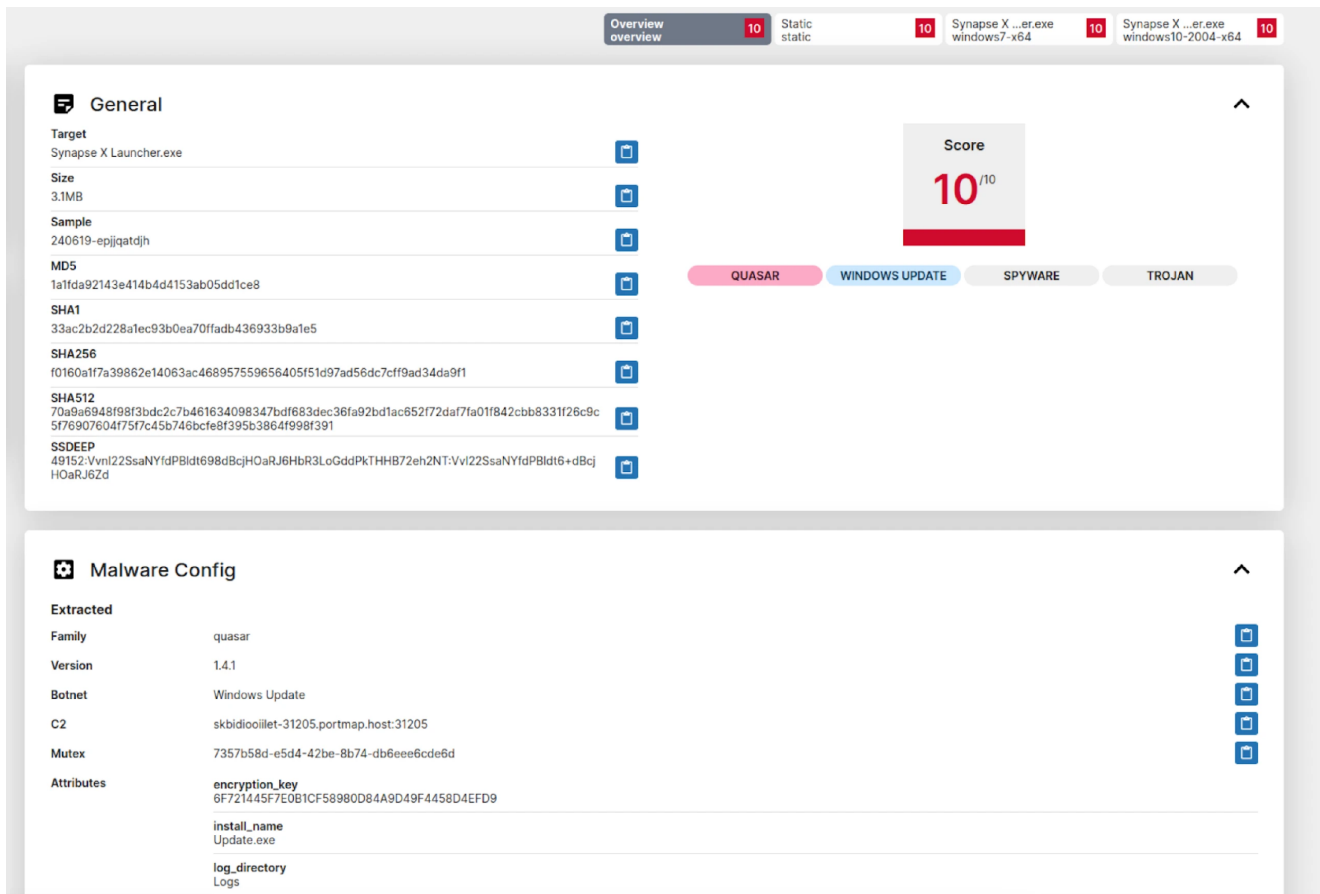 Overview
overview
10
Static
static
10
Synapse X ...er.exe
windows7-x64
10
Synapse X ...er.exe
windows10-2004-x64
10
General
Target
Synapse X Launcher.exe
Size
3.1MB
Sample
240619-epjjqatdjh
MD5
1a1fda92143e414b4d4153ab05dd1ce8
SHA1
33ac2b2d228a1ec93b0ea70ffadb436933b9a1e5
SHA256
f0160a1f7a39862e14063ac468957559656405f51d97ad56dc7cff9ad34da9f1
SHA512
70a9a6948f98f3bdc2c7b461634098347bdf683dec36fa92bd1ac652f72daf7fa01f842cbb8331f26c9c
5f76907604f75f7c45b746bcfe8f395b3864f998f391
SSDEEP
49152:Vvnl22SsaNYfdPBldt698dBcjHOaRJ6HbR3LoGddPkTHHB72eh2NT:Vvl22SsaNYfdPBldt6+dBcj
HOaRJ6Zd
Score
10/10
QUASAR
WINDOWS UPDATE
SPYWARE
TROJAN
Malware Config
Extracted
Family quasar
Version 1.4.1
Botnet Windows Update
C2 skbidiooiilet-31205.portmap.host:31205
Mutex 7357b58d-e5d4-42be-8b74-db6eee6cde6d
Attributes encryption_key
6F721445F7E0B1CF58980D84A9D49F4458D4EFD9
install_name
Update.exe
log_directory
Logs